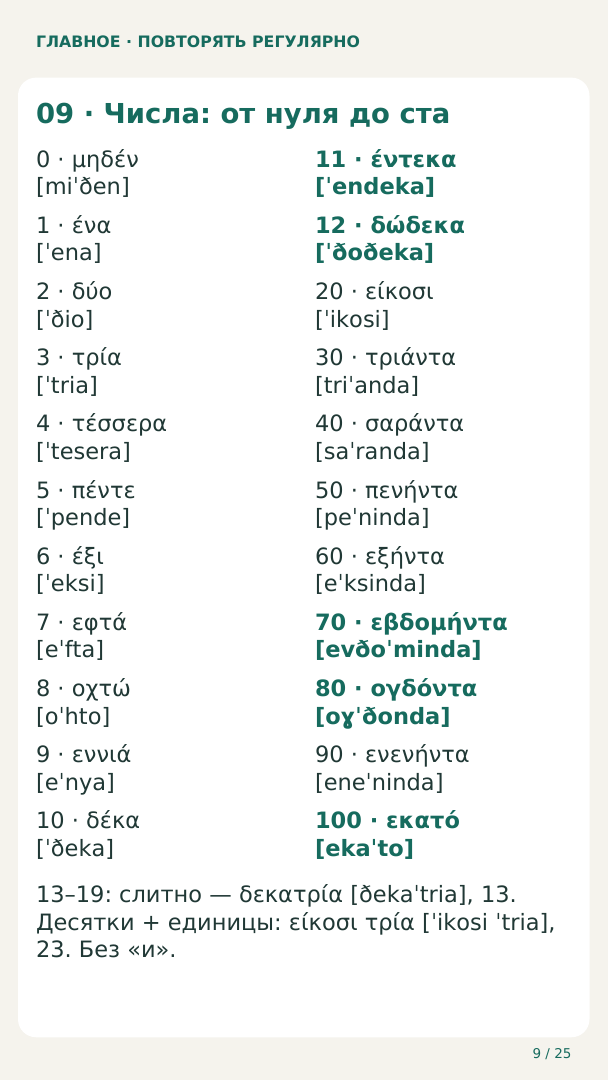 ГЛАВНОЕ · ПОВТОРЯТЬ РЕГУЛЯРНО
09 · Числа: от нуля до ста
0 · μηδέν
[miˈðen]
1 · ένα
[ˈena]
2 · δύο
[ˈðio]
3 · τρία
[ˈtria]
4 · τέσσερα
[ˈtesera]
5 · πέντε
[ˈpende]
6 · έξι
[ˈeksi]
7 · εφτά
[eˈfta]
8 · οχτώ
[oˈhto]
9 · εννιά
[eˈnya]
10 · δέκα
[ˈðeka]
11 · έντεκα
[ˈendeka]
12 · δώδεκα
[ˈðoðeka]
20 · είκοσι
[ˈikosi]
30 · τριάντα
[triˈanda]
40 · σαράντα
[saˈranda]
50 · πενήντα
[peˈninda]
60 · εξήντα
[eˈksinda]
70 · εβδομήντα
[evðoˈminda]
80 · ογδόντα
[oɣˈðonda]
90 · ενενήντα
[eneˈninda]
100 · εκατό
[ekaˈto]
13–19: слитно — δεκατρία [ðekaˈtria], 13.
Десятки + единицы: είκοσι τρία [ˈikosi ˈtria],
23. Без «и».
9 / 25